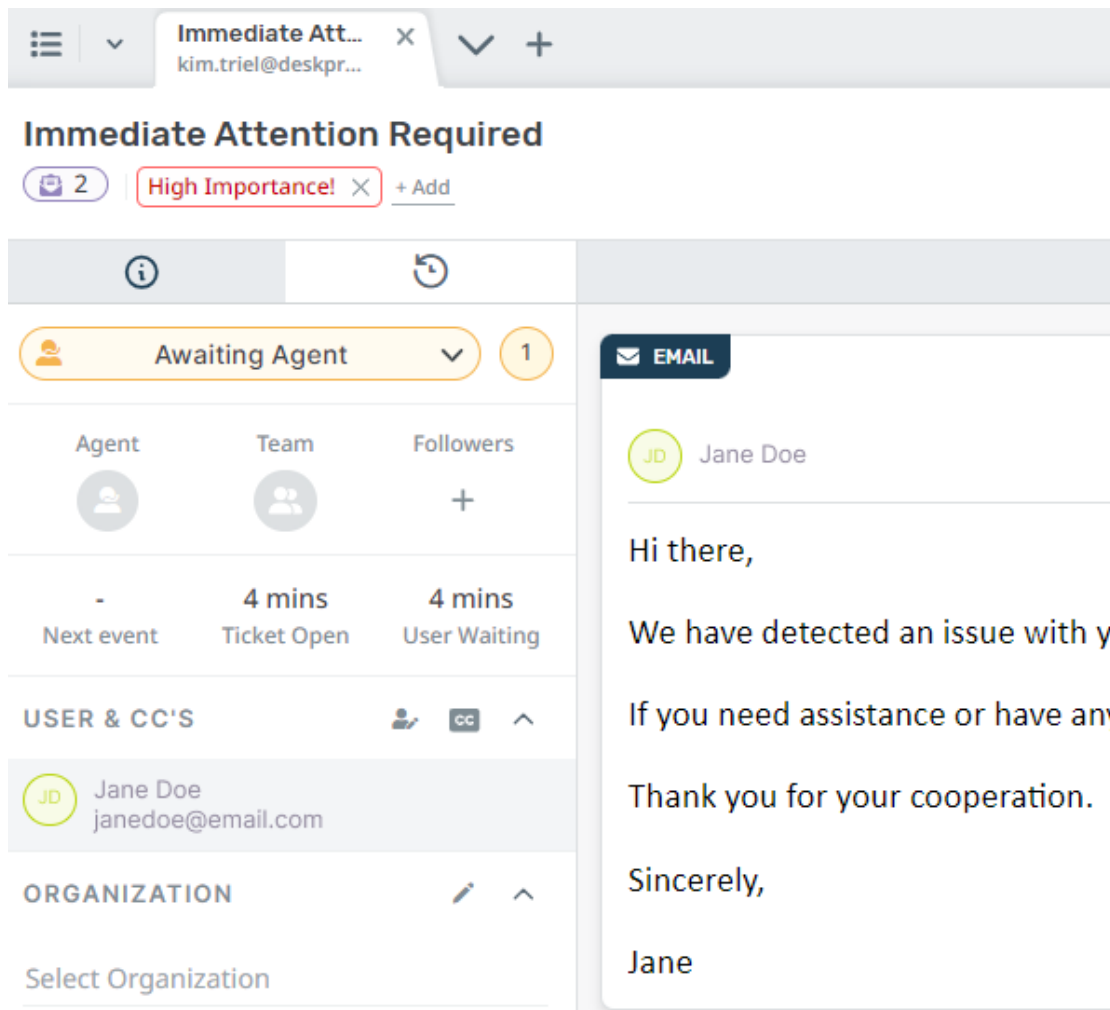 Immediate Att...
kim.triel@deskpr...
Immediate Attention Required
2
High Importance!
+ Add
Awaiting Agent
1
EMAIL
Agent Team Followers
JD Jane Doe
-
4 mins 4 mins
Next event Ticket Open User Waiting
USER & CC'S
CC
JD Jane Doe
janedoe@email.com
ORGANIZATION
Select Organization
Hi there,
We have detected an issue with y
If you need assistance or have any
Thank you for your cooperation.
Sincerely,
Jane